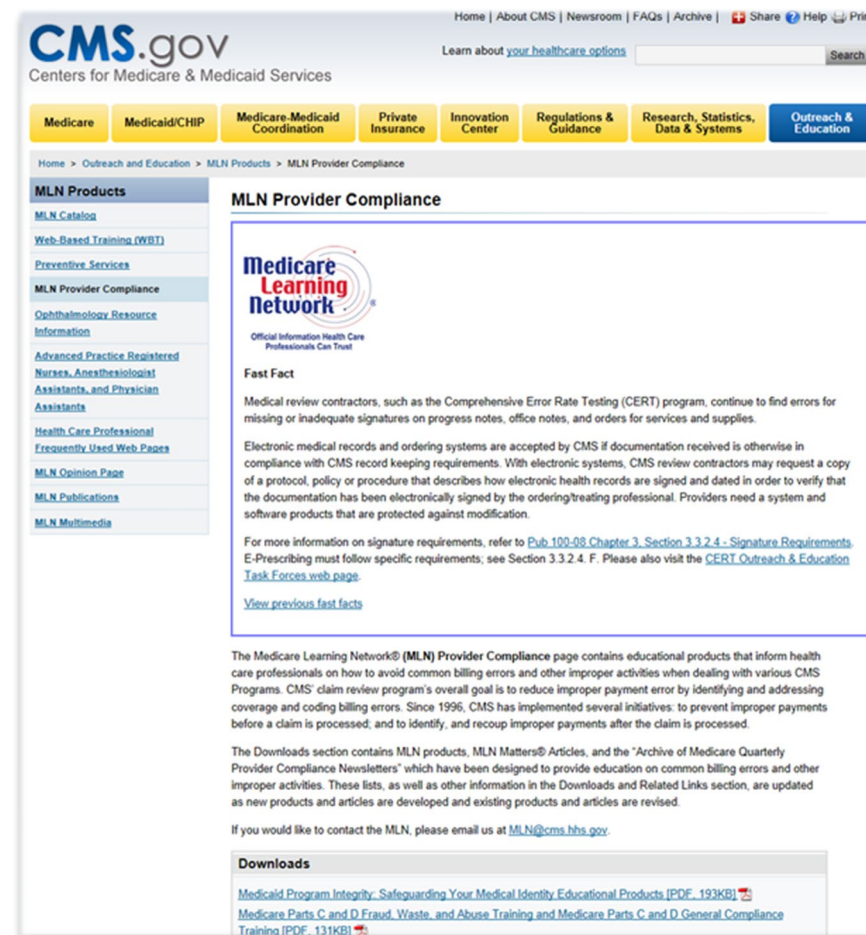 Home | About CMS | Newsroom | FAQs | Archive | Share Help
Learn about your healthcare options
Search
CMS.gov
Centers for Medicare & Medicaid Services
Medicare
Medicaid/CHIP
Medicare-Medicaid
Coordination
Private
Insurance
Innovation
Center
Regulations &
Guidance
Research, Statistics,
Data & Systems
Outreach &
Education
Home > Outreach and Education > MLN Products > MLN Provider Compliance
MLN Products
MLN Catalog
Web-Based Training (WBT)
Preventive Services
MLN Provider Compliance
Ophthalmology Resource
Information
Advanced Practice Registered
Nurses, Anesthesiologist
Assistants, and Physician
Assistants
Health Care Professional
Frequently Used Web Pages
MLN Opinion Page
MLN Publications
MLN Multimedia
MLN Provider Compliance
Medicare
Learning
Network ®
Official Information Health Care
Professionals Can Trust
Fast Fact
Medical review contractors, such as the Comprehensive Error Rate Testing (CERT) program, continue to find errors for
missing or inadequate signatures on progress notes, office notes, and orders for services and supplies.
Electronic medical records and ordering systems are accepted by CMS if documentation received is otherwise in
compliance with CMS record keeping requirements. With electronic systems, CMS review contractors may request a copy
of a protocol, policy or procedure that describes how electronic health records are signed and dated in order to verify that
the documentation has been electronically signed by the ordering/treating professional. Providers need a system and
software products that are protected against modification.
For more information on signature requirements, refer to Pub 100-08 Chapter 3, Section 3.3.2.4 - Signature Requirements.
E-Prescribing must follow specific requirements; see Section 3.3.2.4. F. Please also visit the CERT Outreach & Education
Task Forces web page.
View previous fast facts
The Medicare Learning Network® (MLN) Provider Compliance page contains educational products that inform health
care professionals on how to avoid common billing errors and other improper activities when dealing with various CMS
Programs. CMS' claim review program's overall goal is to reduce improper payment error by identifying and addressing
coverage and coding billing errors. Since 1996, CMS has implemented several initiatives: to prevent improper payments
before a claim is processed; and to identify, and recoup improper payments after the claim is processed.
The Downloads section contains MLN products, MLN Matters® Articles, and the "Archive of Medicare Quarterly
Provider Compliance Newsletters" which have been designed to provide education on common billing errors and other
improper activities. These lists, as well as other information in the Downloads and Related Links section, are updated
as new products and articles are developed and existing products and articles are revised.
If you would like to contact the MLN, please email us at MLN@cms.hhs.gov.
Downloads
Medicaid Program Integrity: Safeguarding Your Medical Identity Educational Products [PDF, 193KB]
Medicare Parts C and D Fraud, Waste, and Abuse Training and Medicare Parts C and D General Compliance
Training [PDF, 131KB]